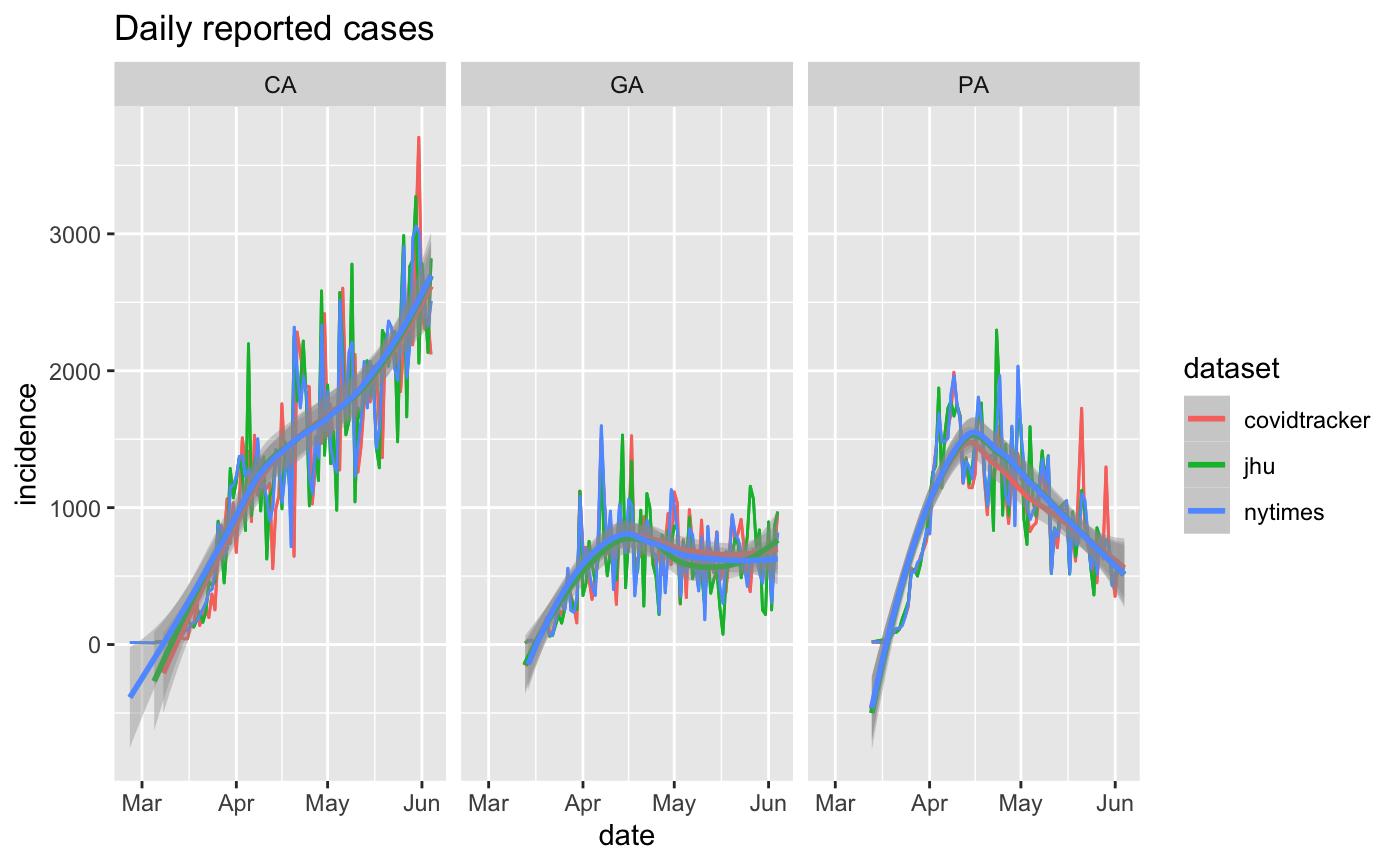 Daily reported cases
CA
GA
PA
3000
2000
1000
0
incidence
Mar
Apr
May
Jun
Mar
Apr
May
Jun
Mar
Apr
May
Jun
date
dataset
covidtracker
jhu
nytimes